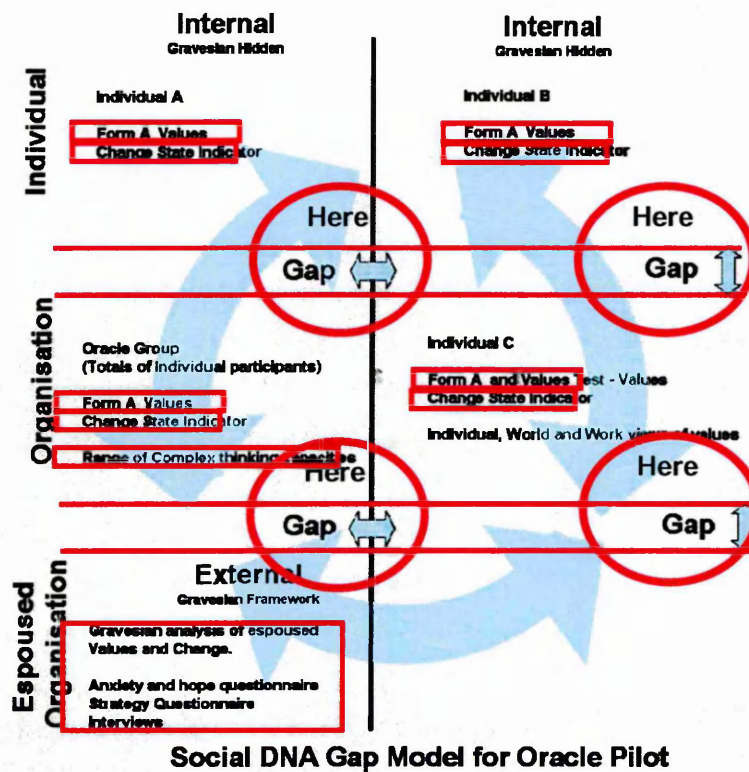 Internal
Gravesian Hidden
Internal
Gravesian Hidden
Individual
Individual A
Form A Values
Change State Indicator
Individual B
Form A Values
Change State Indicator
Here
Gap
Here
Gap
Organisation
Oracle Group
(Totals of individual participants)
Form A Values
Change State Indicator
Range of Complex thinking capacities
Individual C
Form A and Values Test - Values
Change State Indicator
Individual, World and Work views of values
Here
Gap
Here
Gap
Espoused
Organisation
External
Gravesian Framework
Gravesian analysis of espoused
Values and Change.
Anxiety and hope questionnaire
Strategy Questionnaire
Interviews
Social DNA Gap Model for Oracle Pilot